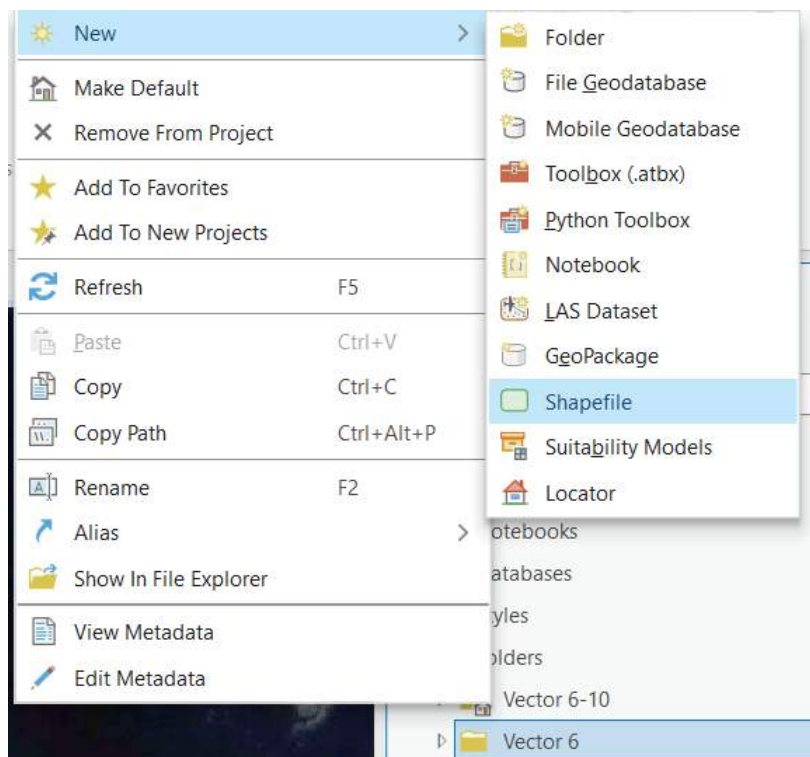 New
Make Default
Remove From Project
Add To Favorites
Add To New Projects
Refresh F5
Paste Ctrl+V
Copy Ctrl+C
Copy Path Ctrl+Alt+P
Rename F2
Alias
Show In File Explorer
View Metadata
Edit Metadata
Folder
File Geodatabase
Mobile Geodatabase
Toolbox (.atbx)
Python Toolbox
Notebook
LAS Dataset
GeoPackage
Shapefile
Suitability Models
Locator
otebooks
atabases
yles
olders
Vector 6-10
Vector 6